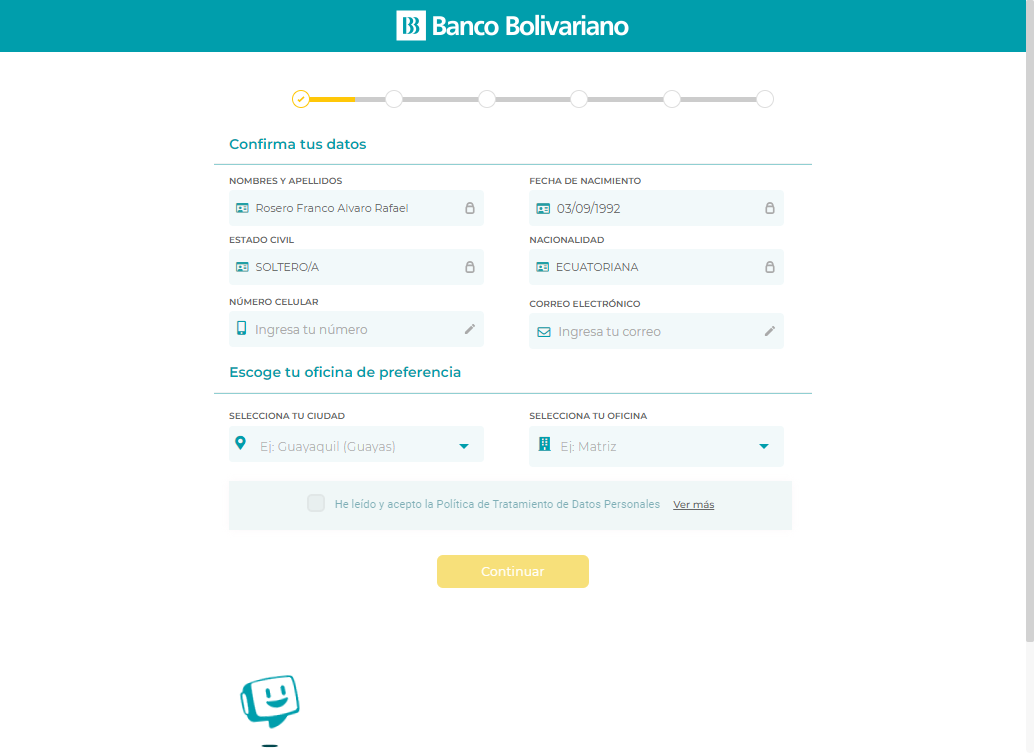 Banco Bolivariano
Confirma tus datos
NOMBRES Y APELLIDOS
Rosero Franco Alvaro Rafael
FECHA DE NACIMIENTO
03/09/1992
ESTADO CIVIL
SOLTERO/A
NACIONALIDAD
ECUATORIANA
NÚMERO CELULAR
Ingresa tu número
CORREO ELECTRÓNICO
Ingresa tu correo
Escoge tu oficina de preferencia
SELECCIONA TU CIUDAD
Ej: Guayaquil (Guayas)
SELECCIONA TU OFICINA
Ej: Matriz
He leído y acepto la Política de Tratamiento de Datos Personales Ver más
Continuar